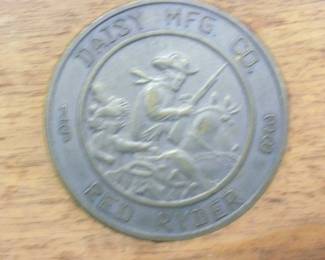 DAISY MFG. CO.
RED RYDER